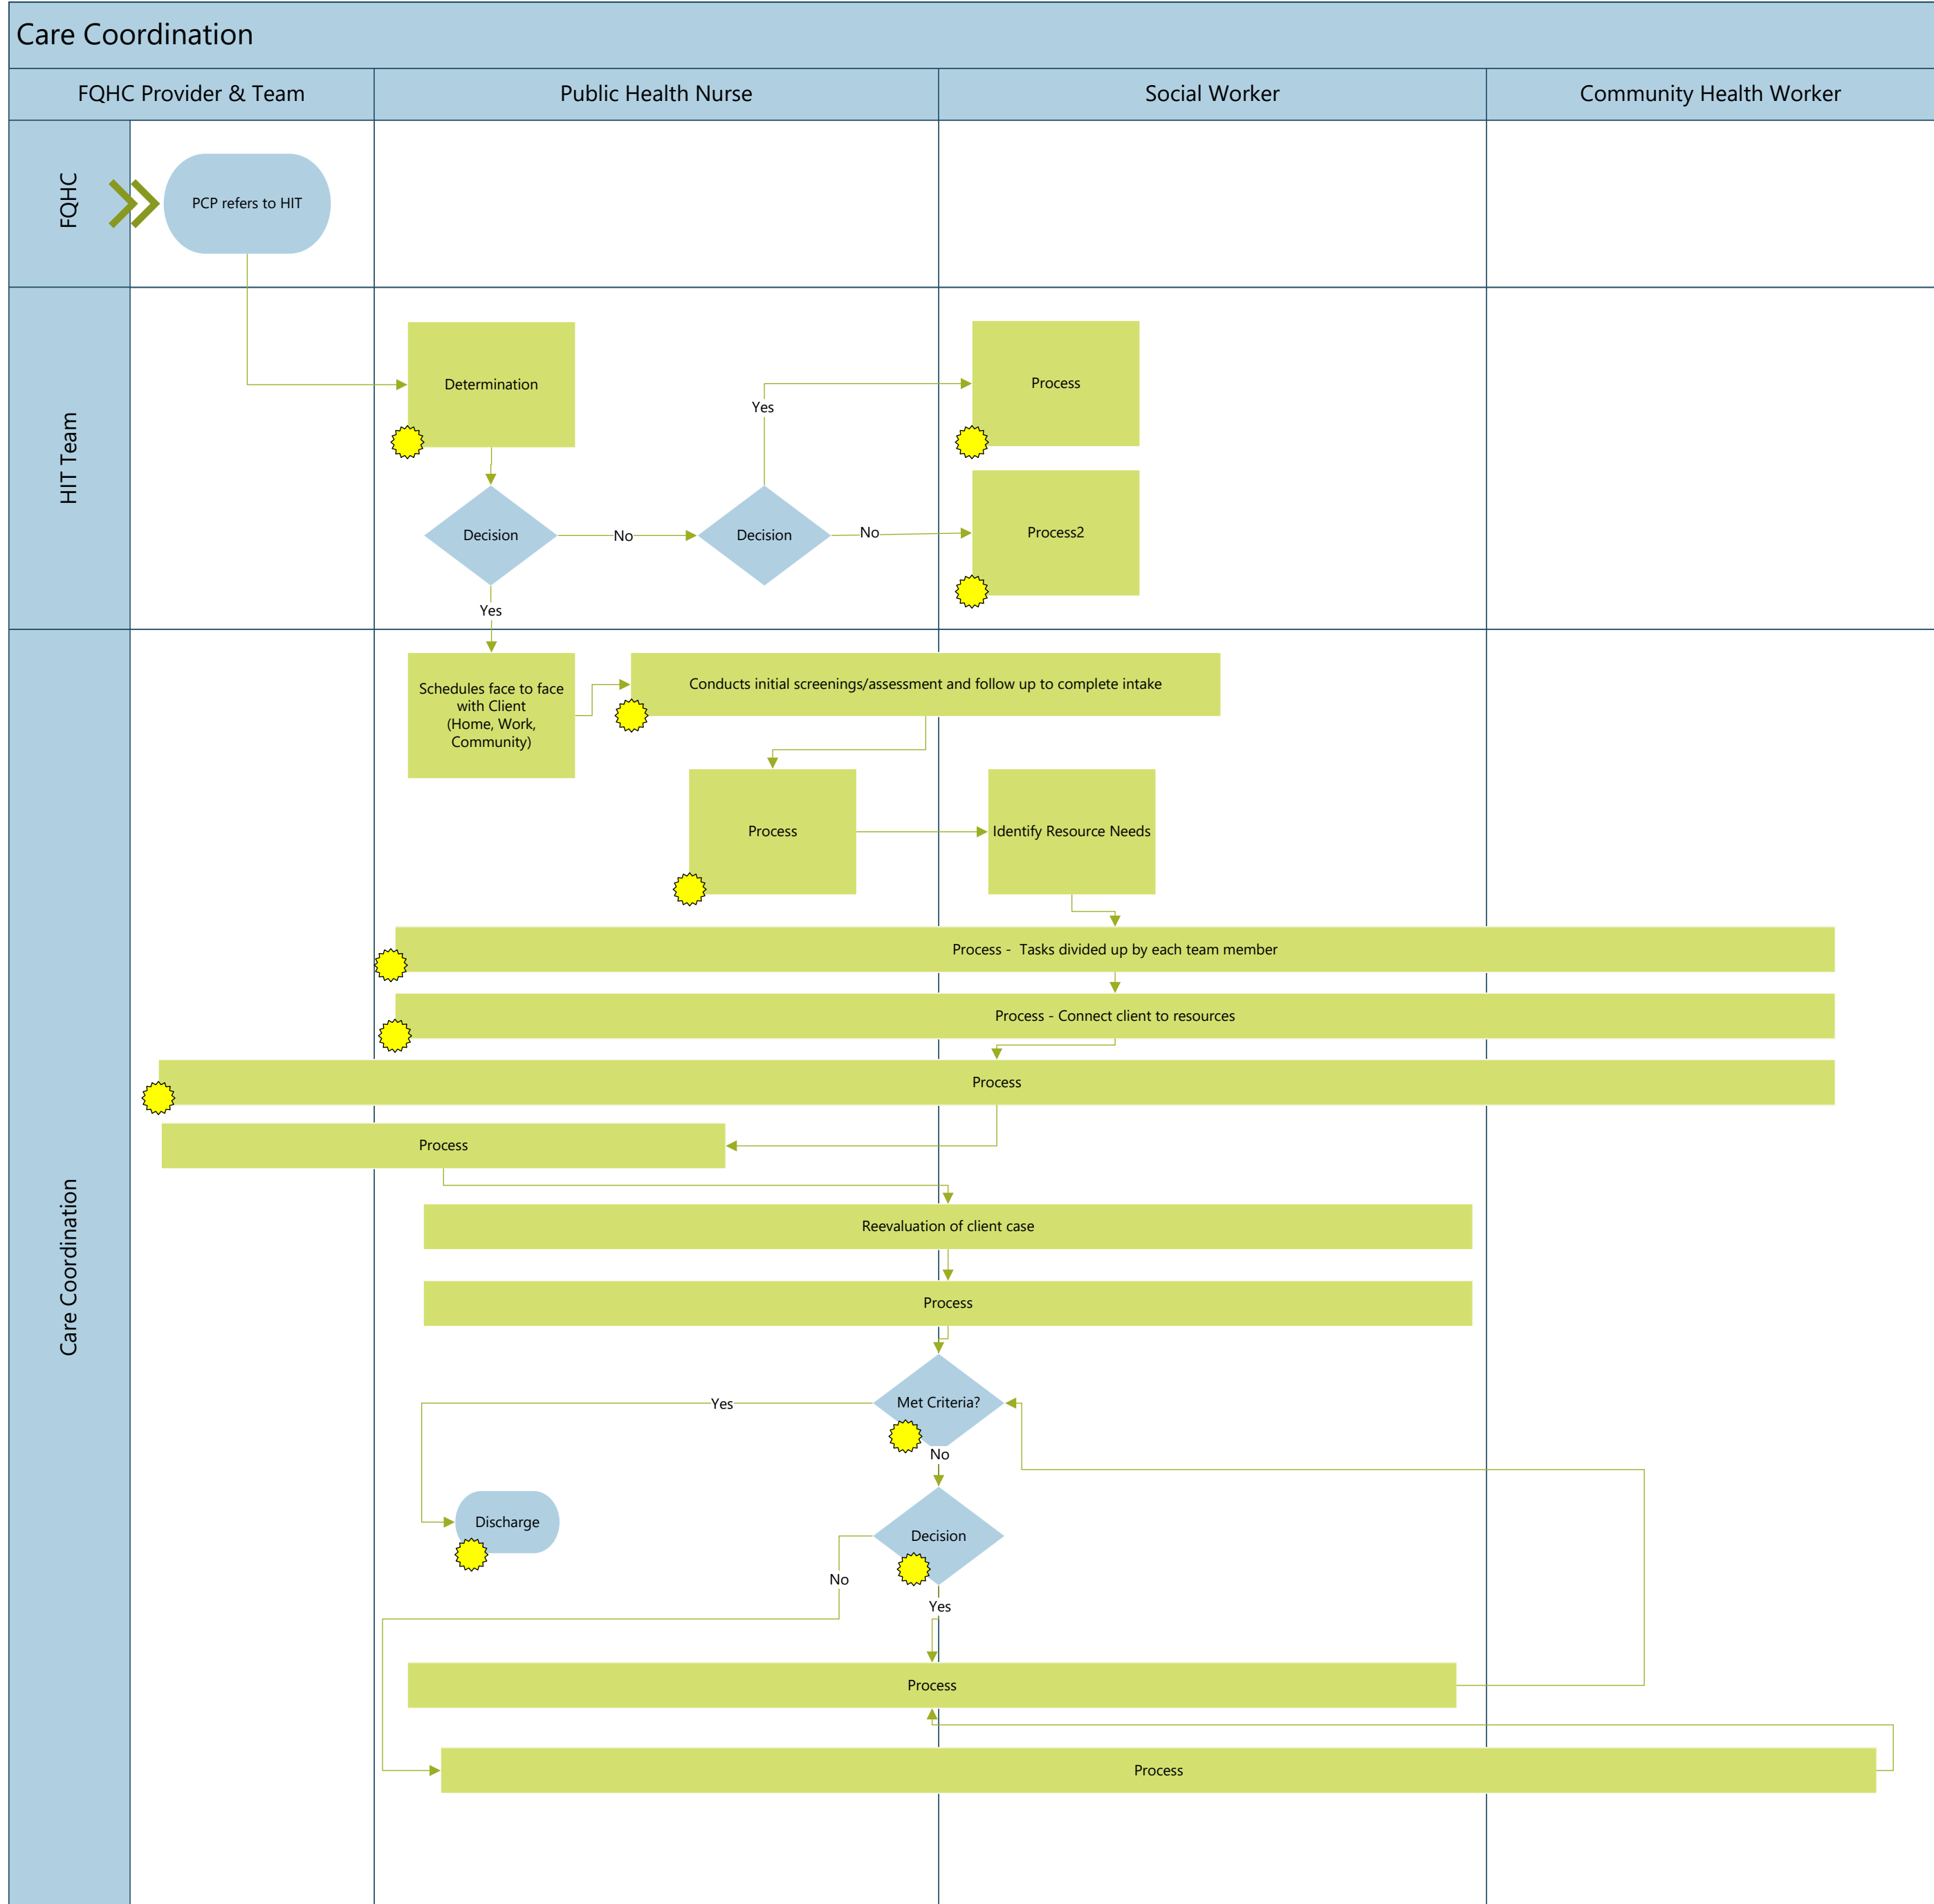 Care Coordination
FQHC Provider & Team
Public Health Nurse
Social Worker
Community Health Worker
FQHC
PCP refers to HIT
HIT Team
Determination
Process
Yes
Decision
No
Decision
No
Process2
Yes
Care Coordination
Schedules face to face
with Client
(Home, Work,
Community)
Conducts initial screenings/assessment and follow up to complete intake
Process
Identify Resource Needs
Process - Tasks divided up by each team member
Process - Connect client to resources
Process
Process
Reevaluation of client case
Process
Met Criteria?
Yes
No
Discharge
Decision
No
Yes
Process
Process